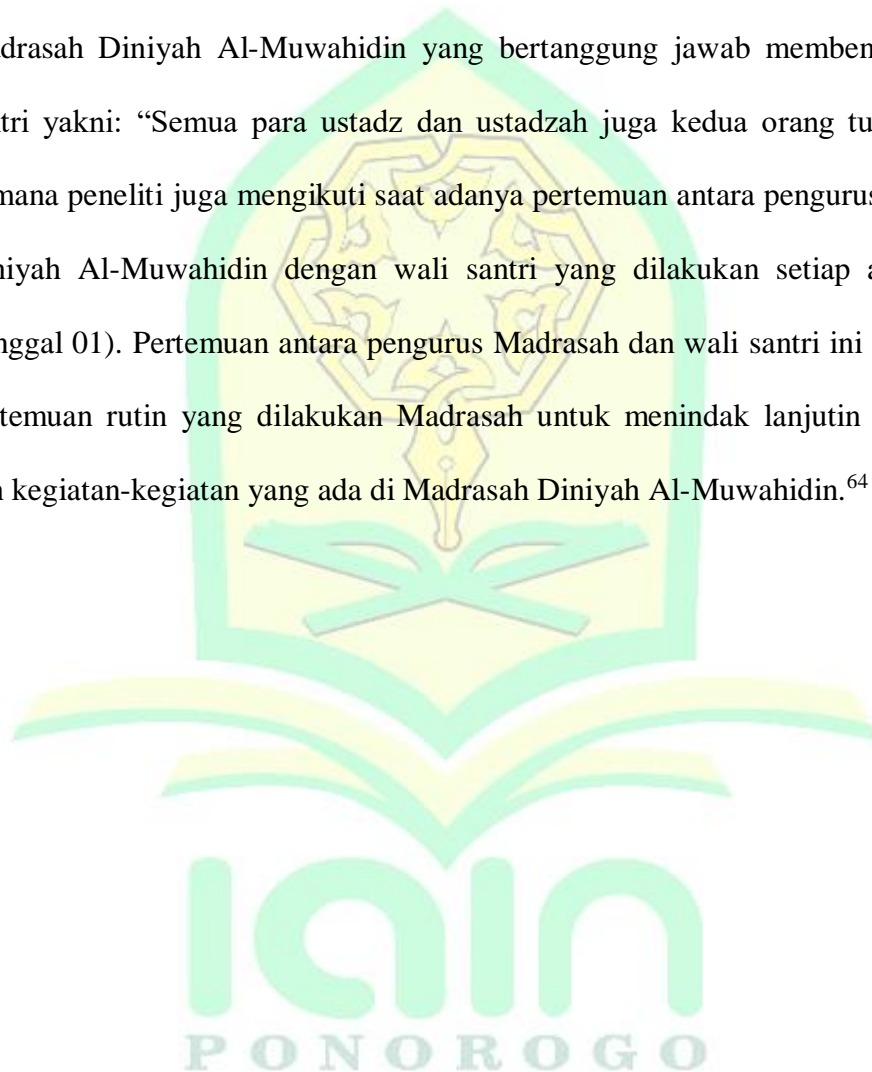 adrasah Diniyah Al-Muwahidin yang bertanggung jawab memben
tri yakni: “Semua para ustadz dan ustadzah juga kedua orang tu
mana peneliti juga mengikuti saat adanya pertemuan antara pengurus
niyah Al-Muwahidin dengan wali santri yang dilakukan setiap a
nggal 01). Pertemuan antara pengurus Madrasah dan wali santri ini
temuan rutin yang dilakukan Madrasah untuk menindak lanjutin
n kegiatan-kegiatan yang ada di Madrasah Diniyah Al-Muwahidin.64
iain
PONOROGO